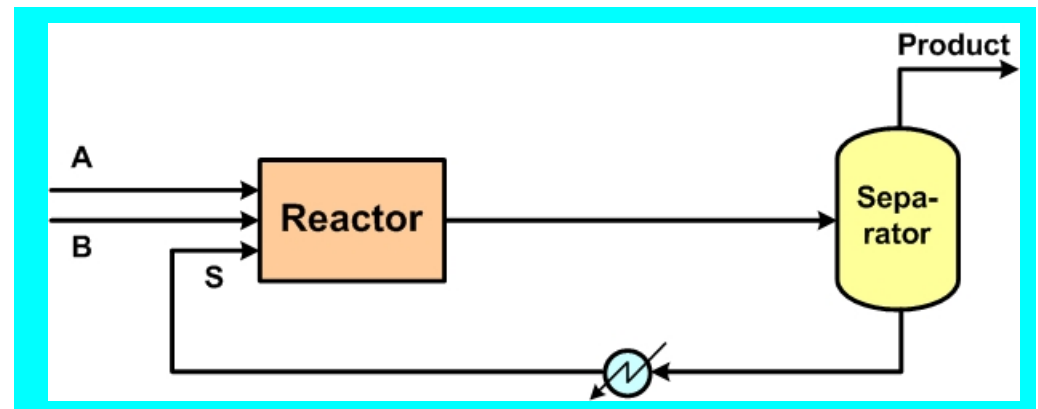 Product
A
Reactor
Sepa-
rator
B
S